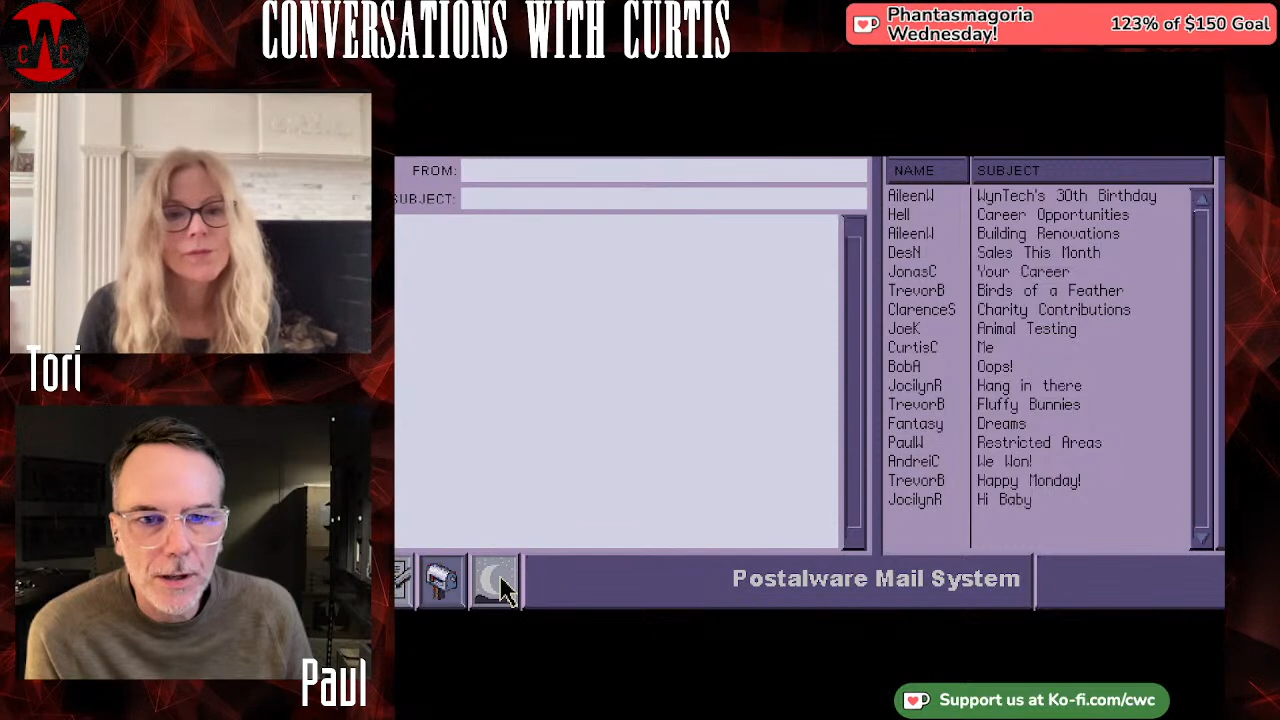 CONVERSATIONS WITH CURTIS
CWC
Phantasmagoria
Wednesday!
123% of $150 Goal
Tori
Paul
FROM:
SUBJECT:
NAME SUBJECT
AileenW WynTech's 30th Birthday
Hell Career Opportunities
AileenW Building Renovations
DesN Sales This Month
JonasC Your Career
TrevorB Birds of a Feather
ClarenceS Charity Contributions
JoeK Animal Testing
CurtisC Me
BobA Oops!
JocilynR Hang in there
TrevorB Fluffy Bunnies
Fantasy Dreams
PaulW Restricted Areas
AndreiC We Won!
TrevorB Happy Monday!
JocilynR Hi Baby
Postalware Mail System
Support us at Ko-fi.com/cwc